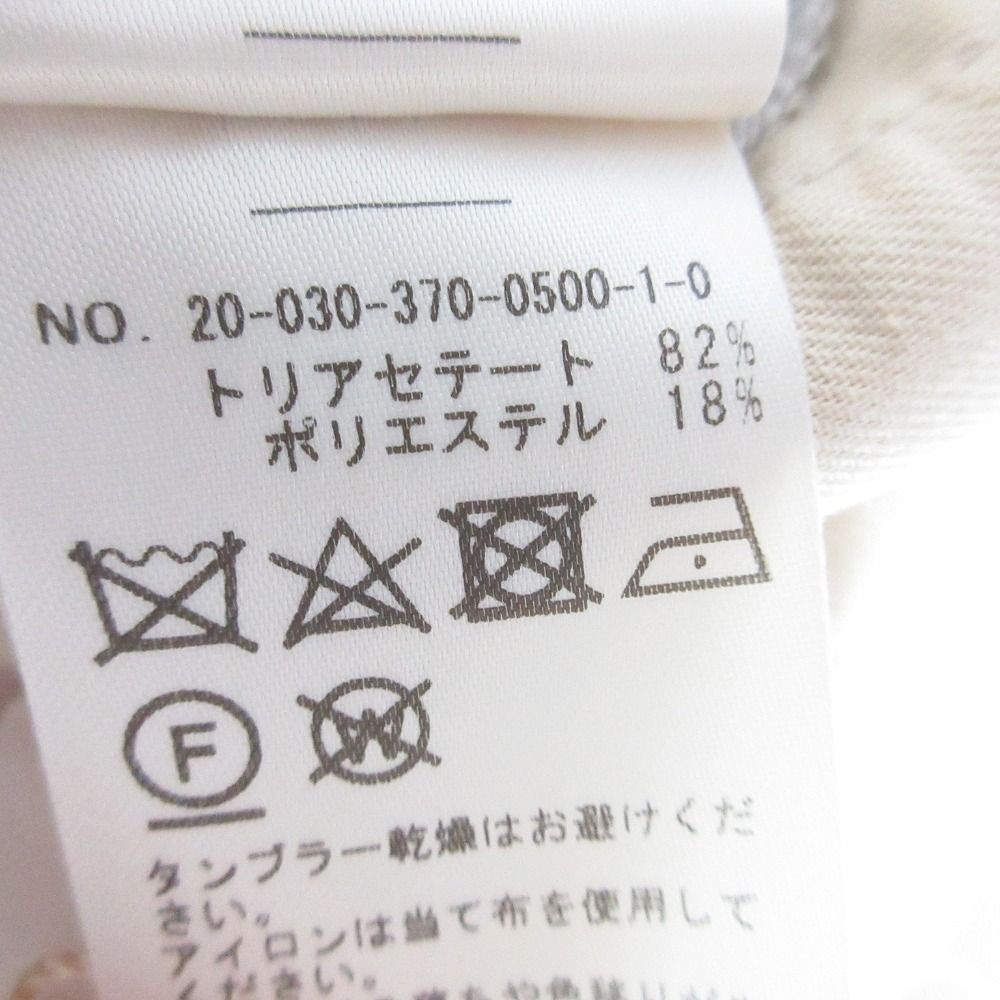 NO. 20-030-370-0500-1-0
トリアセテート 82%
ポリエステル 18%
F
W
タンブラー乾燥はお避けくだ
さい。
アイロンは当て布を使用して
ください。